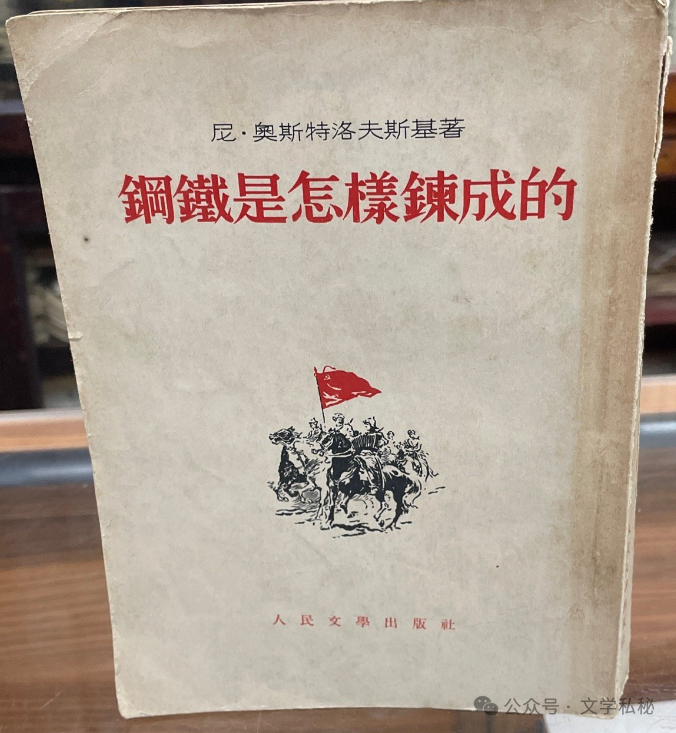 尼·奧斯特洛夫斯基著
鋼鐵是怎樣鍊成的
人民文學出版社
公众号·文学私秘